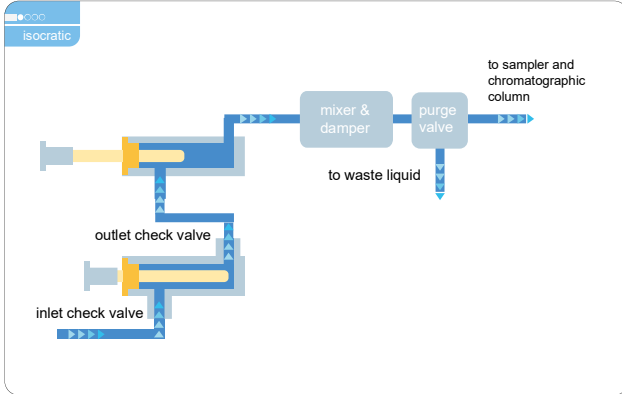 isocratic
to sampler and
chromatographic
column
mixer &
damper
purge
valve
to waste liquid
outlet check valve
inlet check valve